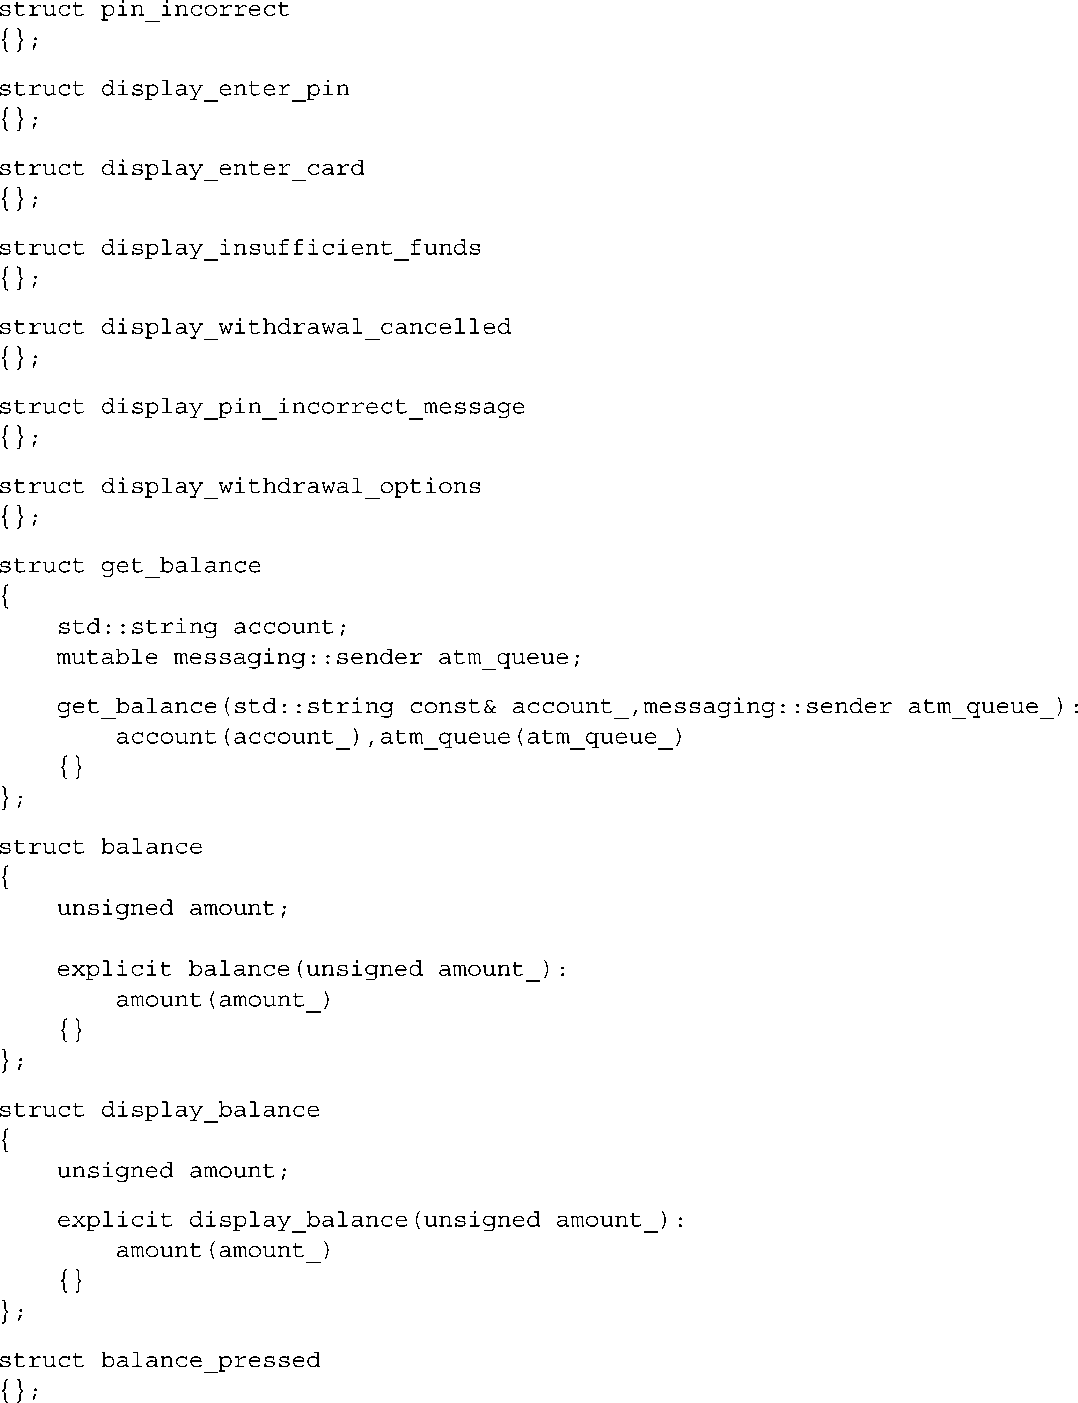 struct pin_incorrect
{};
struct display_enter_pin
{};
struct display_enter_card
{};
struct display_insufficient_funds
{};
struct display_withdrawal_cancelled
{};
struct display_pin_incorrect_message
{};
struct display_withdrawal_options
{};
struct get_balance
{
    std::string account;
    mutable messaging::sender atm_queue;
    get_balance(std::string const& account_,messaging::sender atm_queue_):
        account(account_),atm_queue(atm_queue_)
    {}
};
struct balance
{
    unsigned amount;
    explicit balance(unsigned amount_):
        amount(amount_)
    {}
};
struct display_balance
{
    unsigned amount;
    explicit display_balance(unsigned amount_):
        amount(amount_)
    {}
};
struct balance_pressed
{};